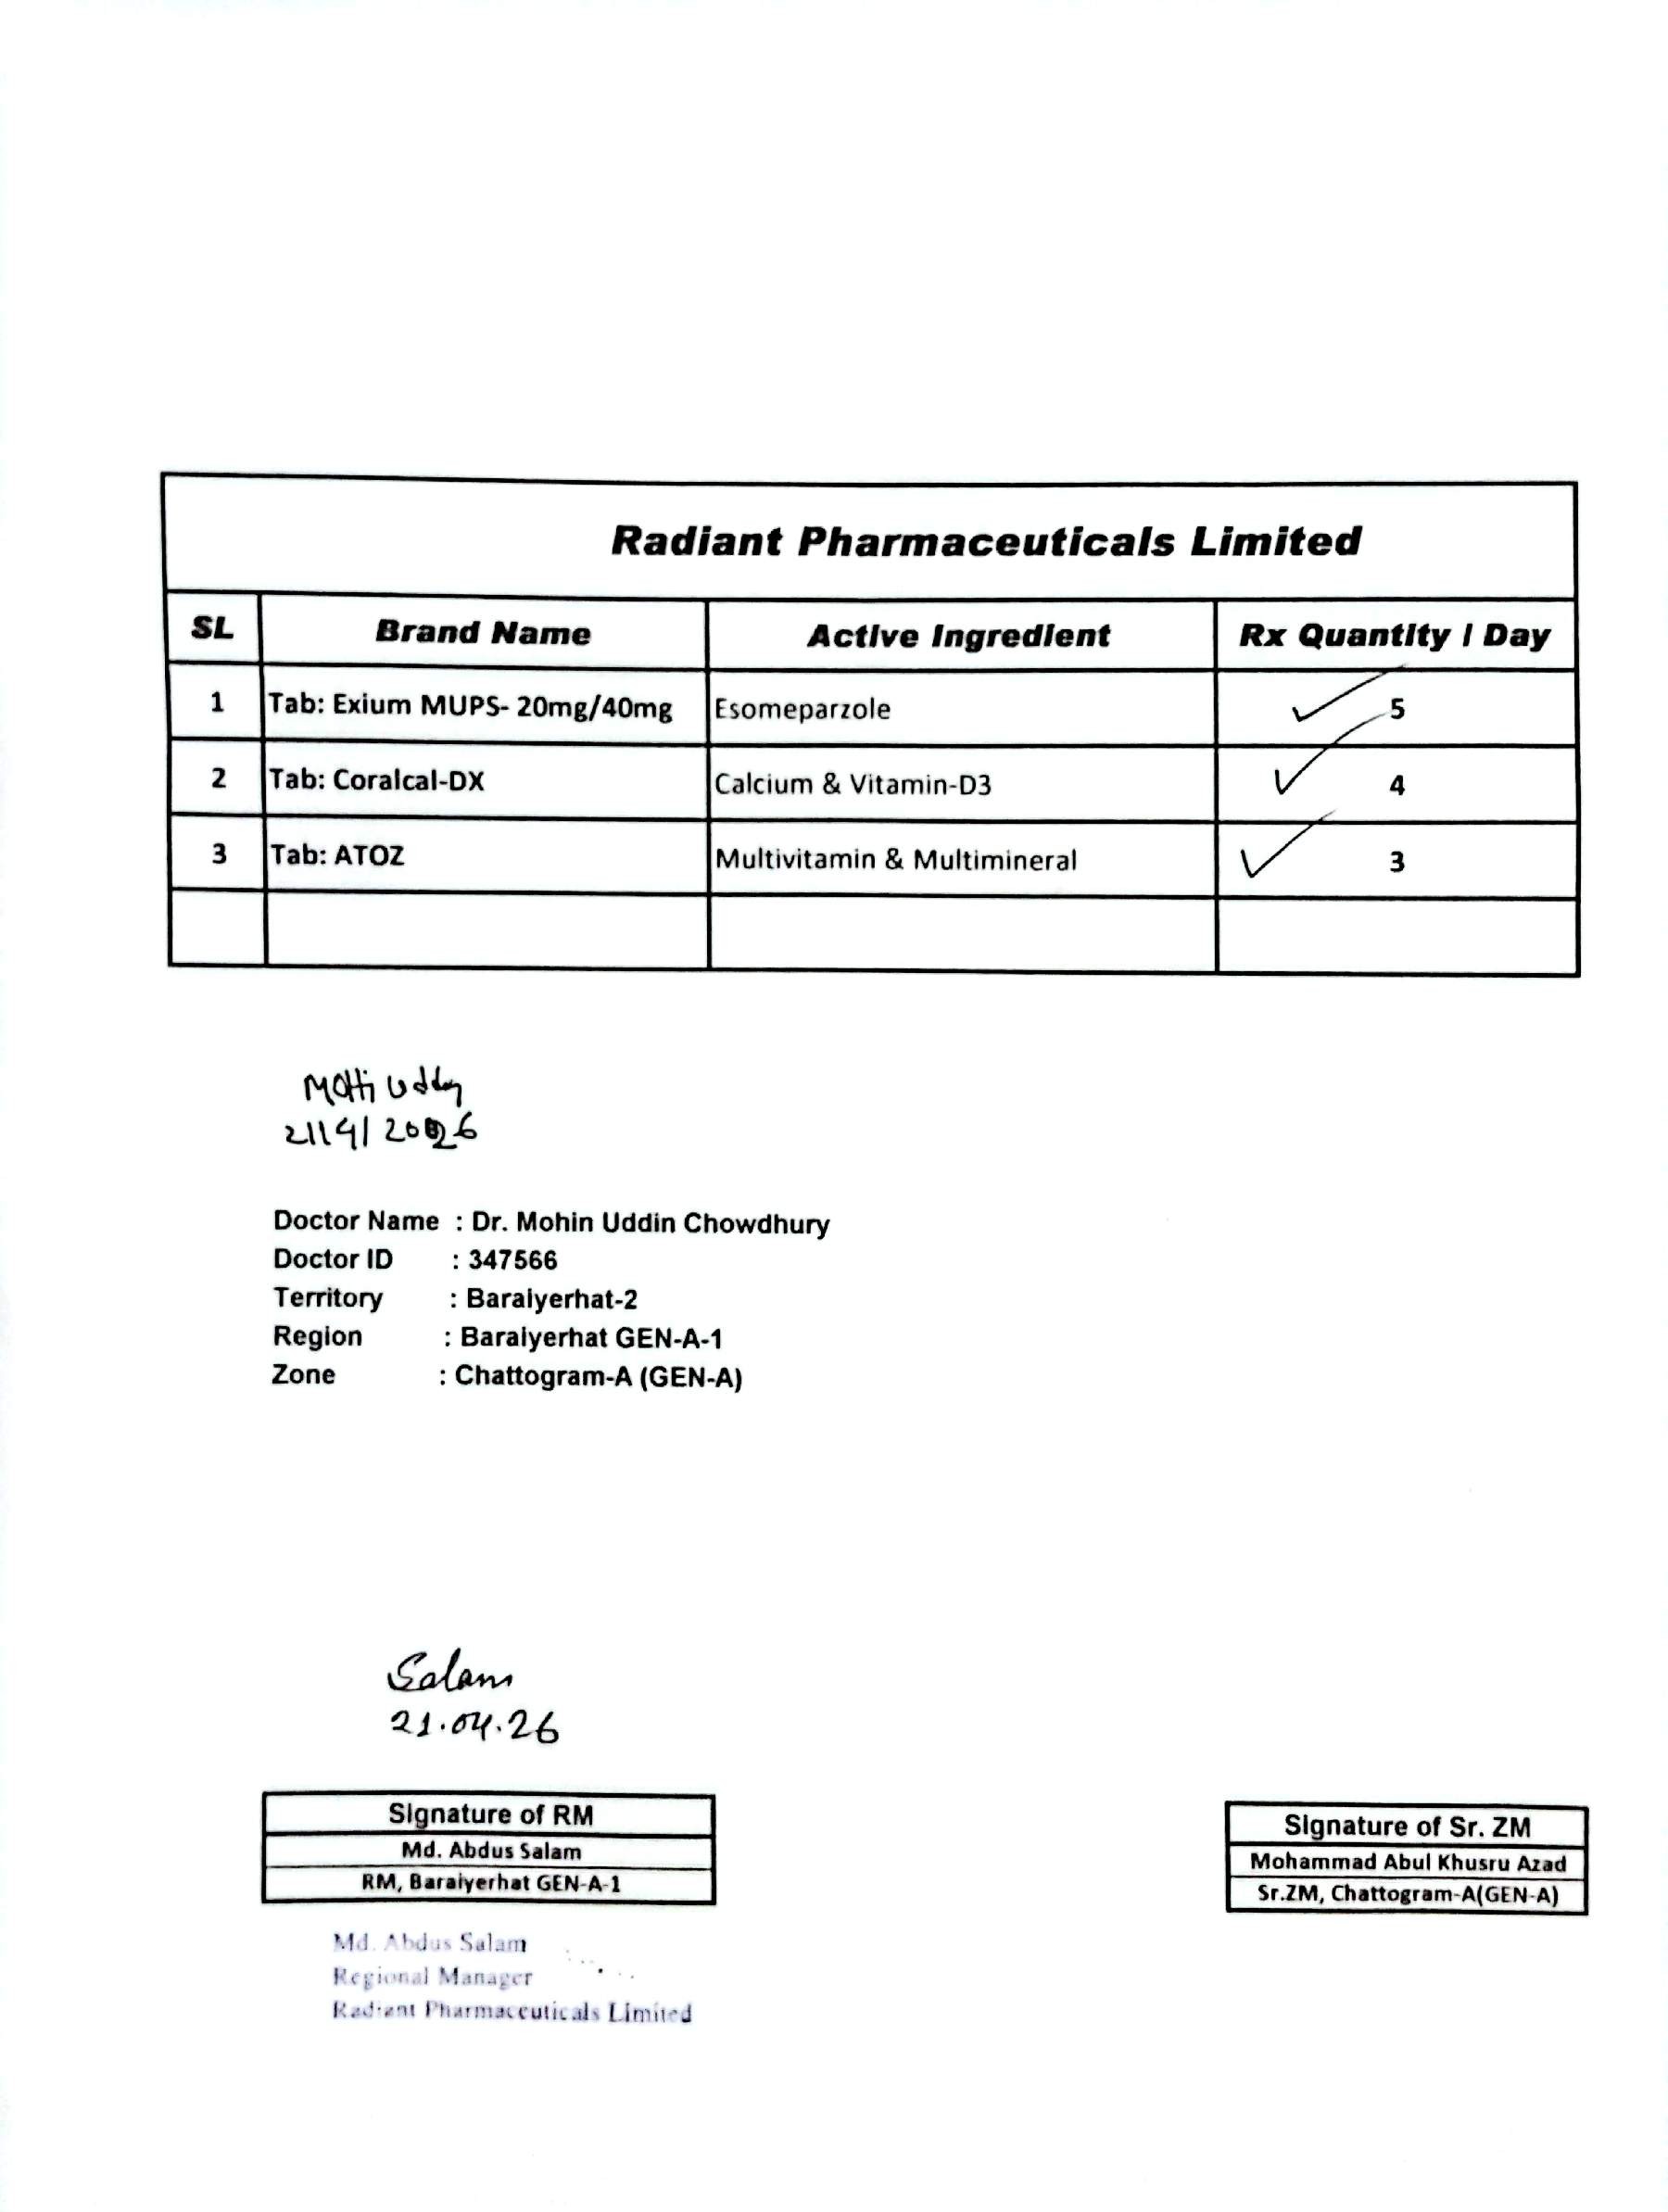 Radiant Pharmaceuticals Limited
SL Brand Name Active Ingredient Rx Quantity / Day
1 Tab: Exium MUPS- 20mg/40mg Esomeparzole 5
2 Tab: Coralcal-DX Calcium & Vitamin-D3 4
3 Tab: ATOZ Multivitamin & Multimineral 3
Uddin
21/4/2026
Doctor Name : Dr. Mohin Uddin Chowdhury
Doctor ID : 347566
Territory : Baraiyerhat-2
Region : Baraiyerhat GEN-A-1
Zone : Chattogram-A (GEN-A)
Salam
21.04.26
Signature of RM
Md. Abdus Salam
RM, Baraiyerhat GEN-A-1
Signature of Sr. ZM
Mohammad Abul Khusru Azad
Sr.ZM, Chattogram-A(GEN-A)
Md. Abdus Salam
Regional Manager
Radiant Pharmaceuticals Limited